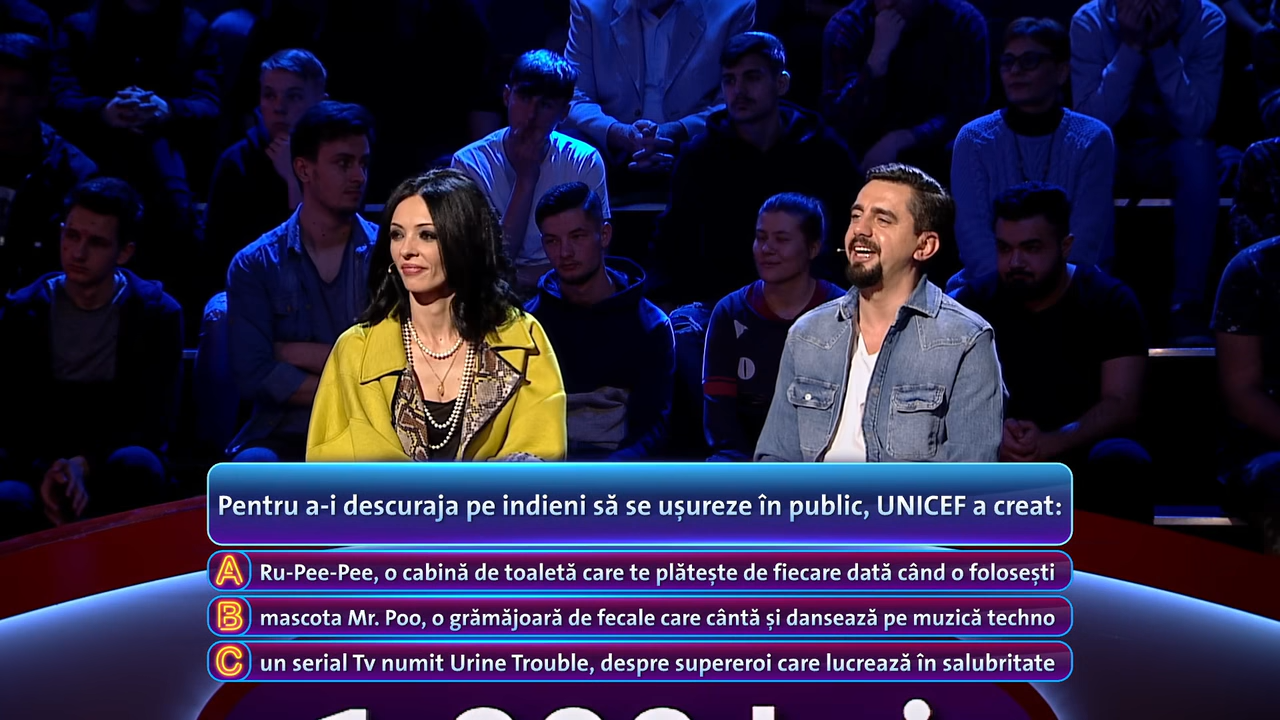 Pentru a-i descuraja pe indieni să se ușureze în public, UNICEF a creat:
A Ru-Pee-Pee, o cabină de toaletă care te plătește de fiecare dată când o folosești
B mascota Mr. Poo, o grămăjoară de fecale care cântă și dansează pe muzică techno
C un serial Tv numit Urine Trouble, despre supereroi care lucrează în salubritate